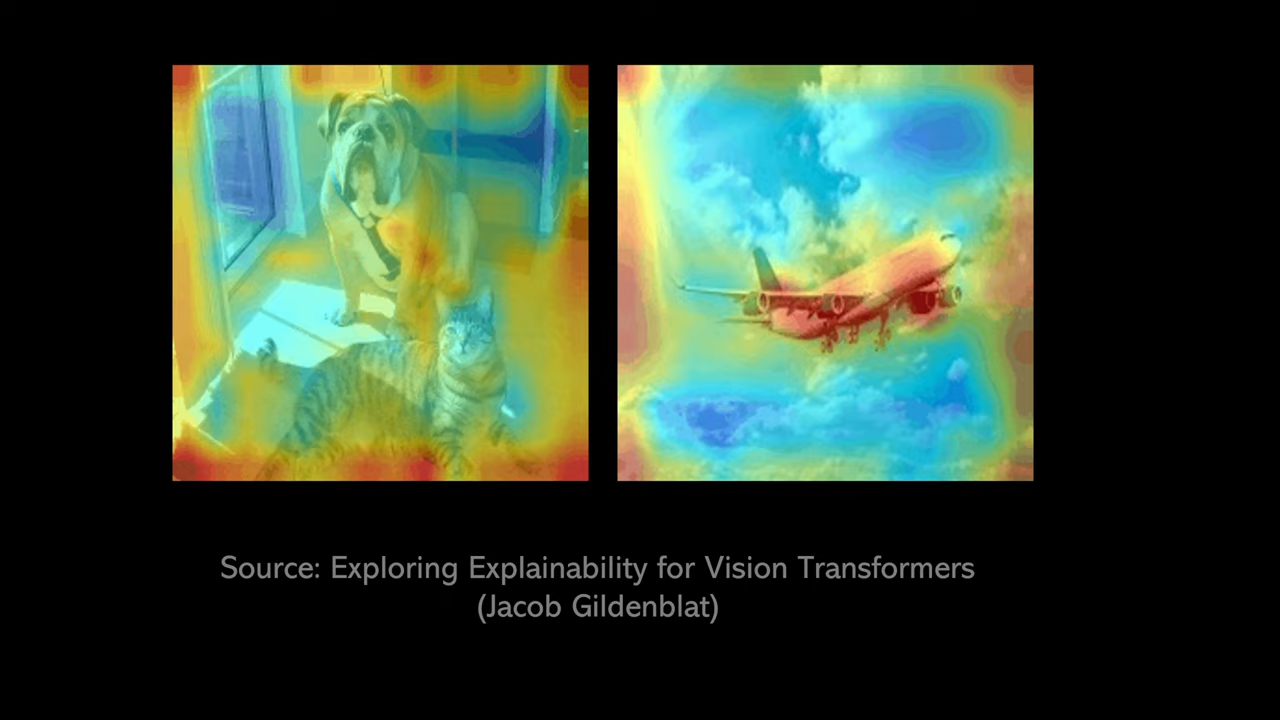 Source: Exploring Explainability for Vision Transformers
(Jacob Gildenblat)